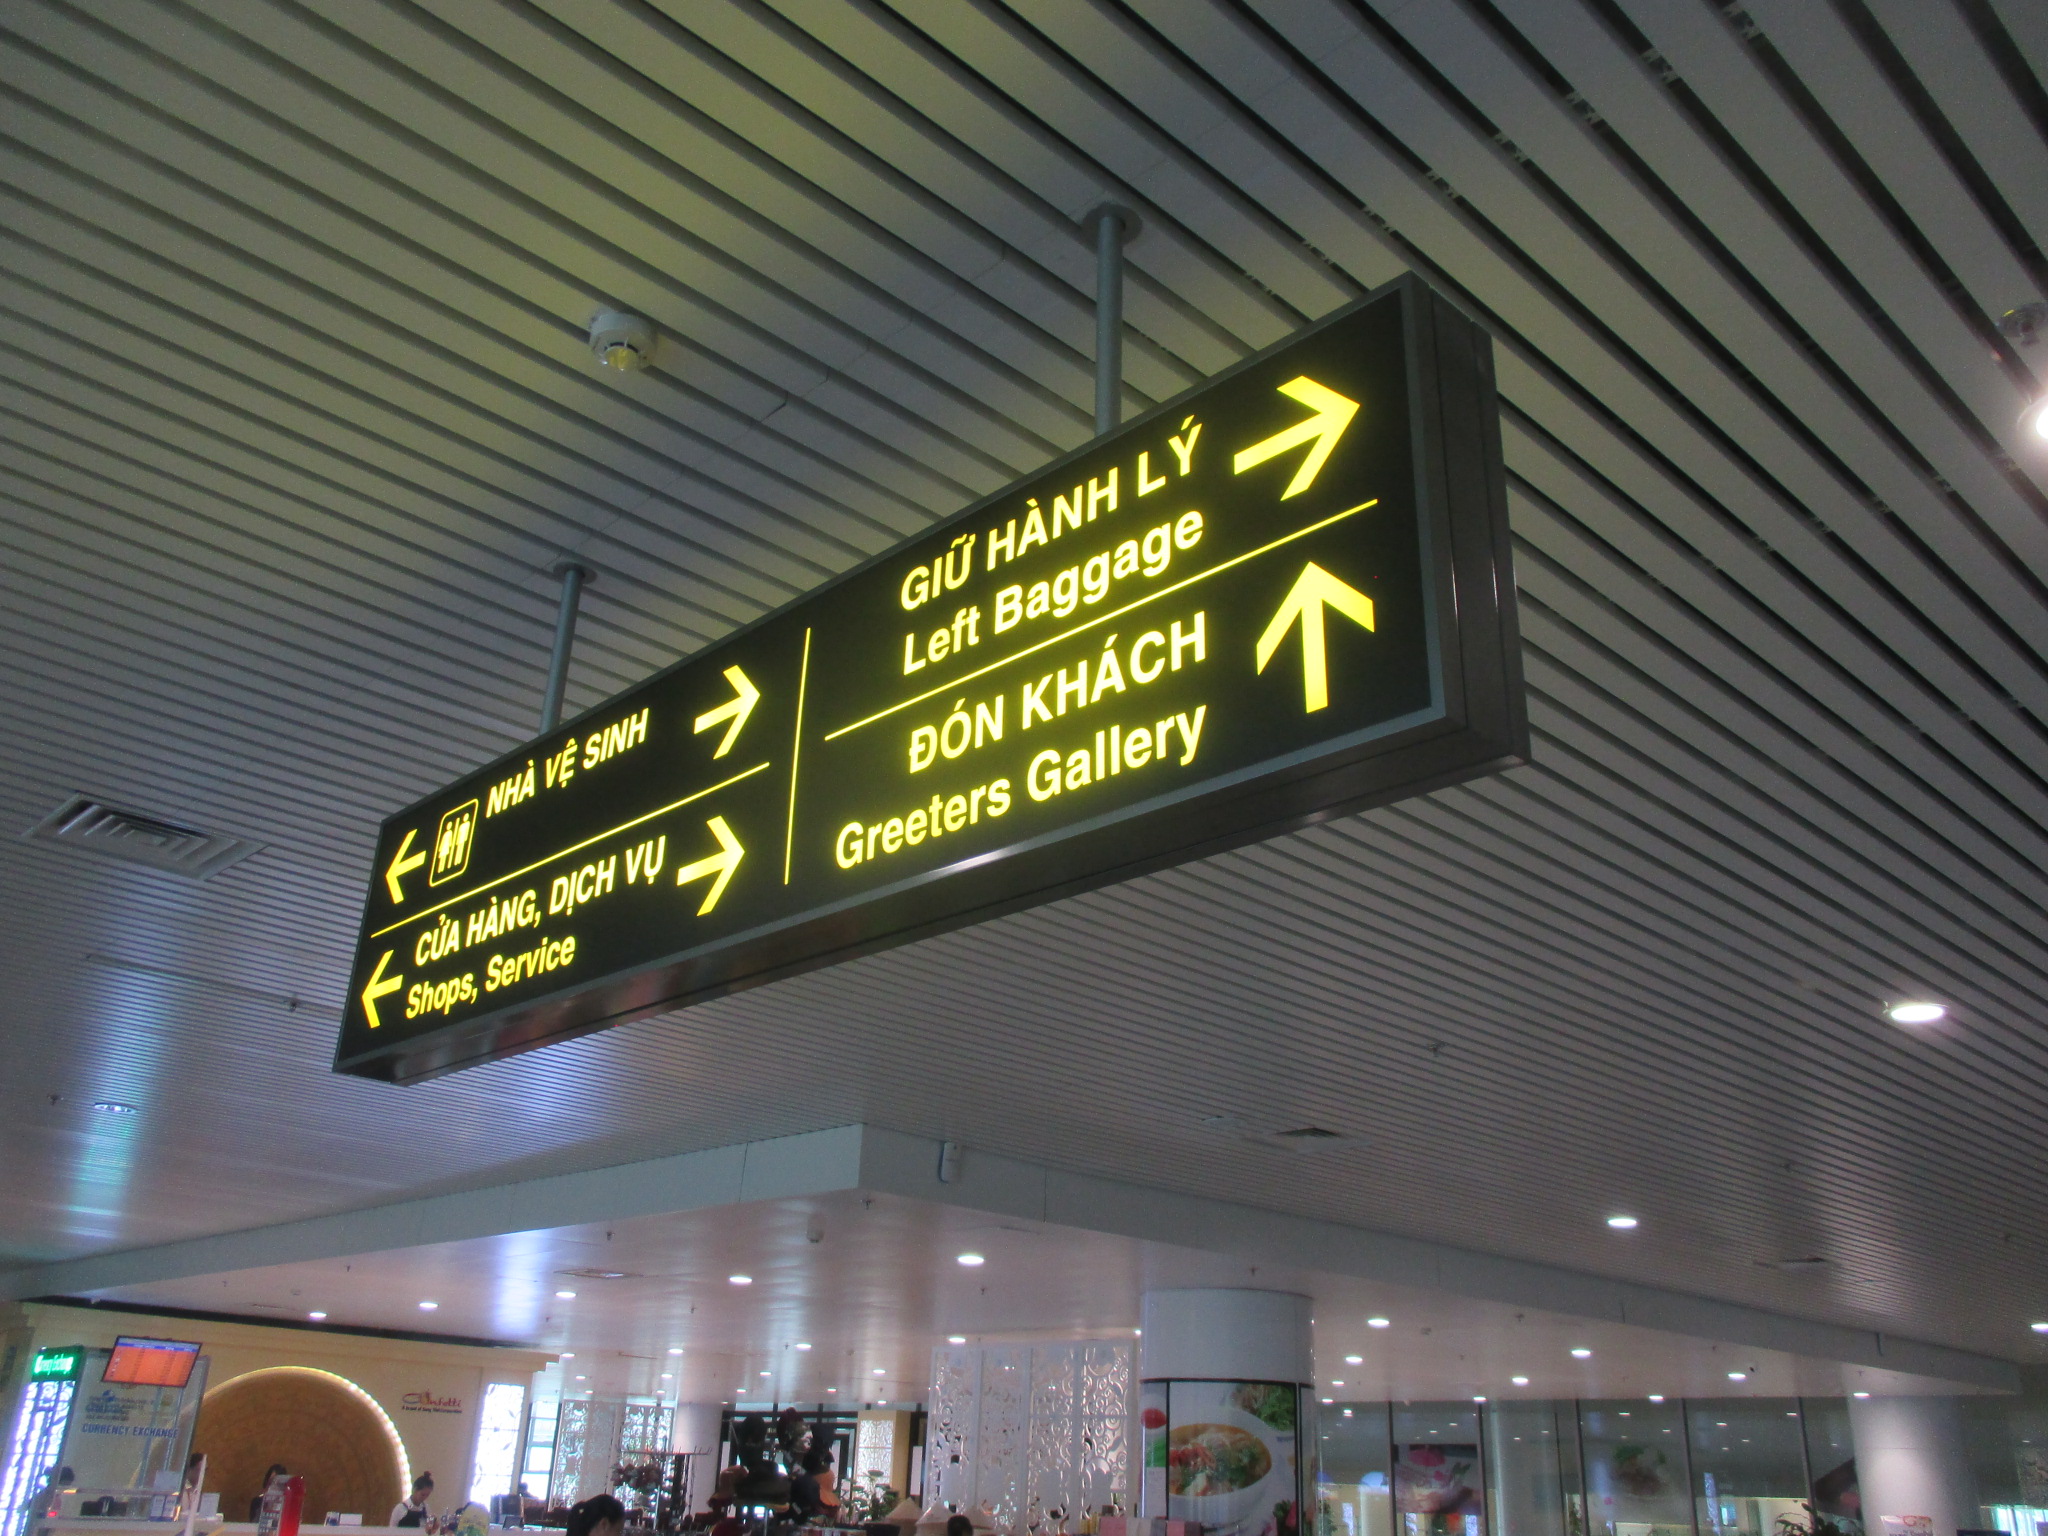 NHÀ VỆ SINH
CỬA HÀNG, DỊCH VỤ
Shops, Service
GIỮ HÀNH LÝ
Left Baggage
ĐÓN KHÁCH
Greeters Gallery
CURRENCY EXCHANGE